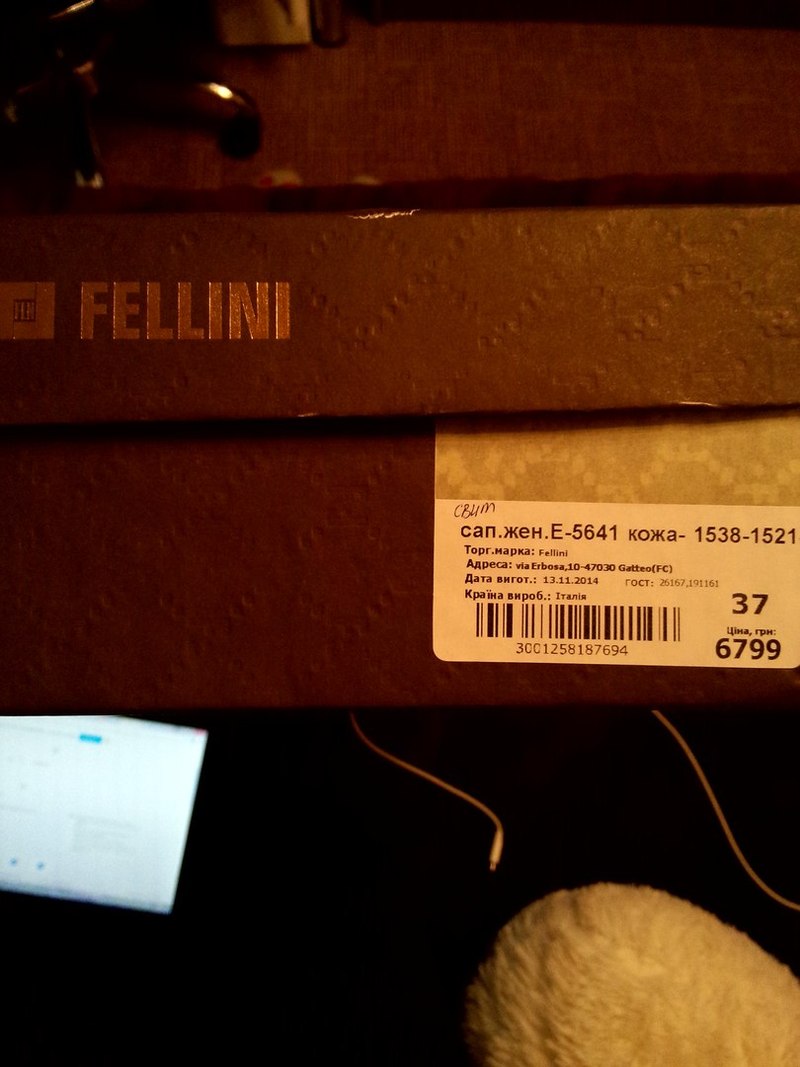 FELLINI
свит
сап.жен.Е-5641 кожа- 1538-1521
Торг.марка: Fellini
Адреса: via Erbosa,10-47030 Gatteo(FC)
Дата вигот.: 13.11.2014 ГОСТ: 26167,191161
Країна вироб.: Італія
37
Ціна, грн:
6799
3001258187694